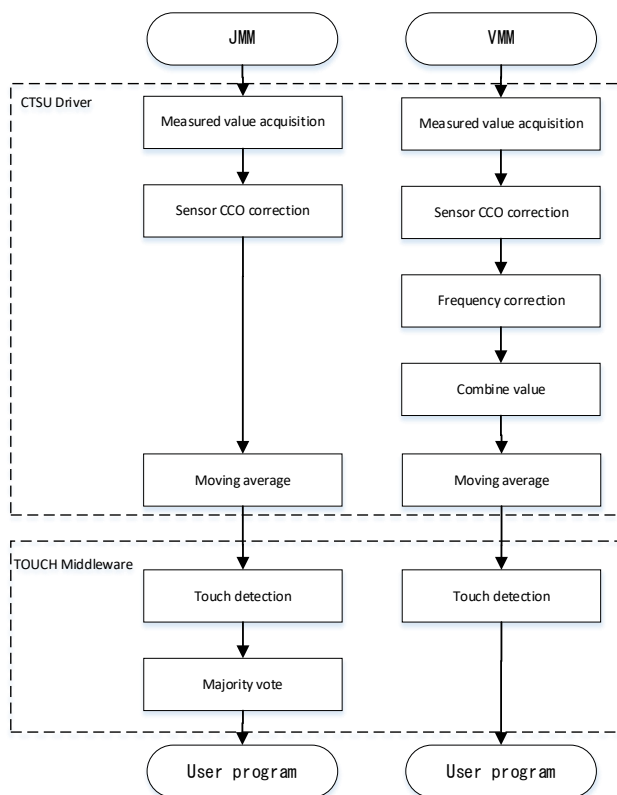 JMM
VMM
CTSU Driver
Measured value acquisition
Measured value acquisition
Sensor CCO correction
Sensor CCO correction
Frequency correction
Combine value
Moving average
Moving average
TOUCH Middleware
Touch detection
Touch detection
Majority vote
User program
User program